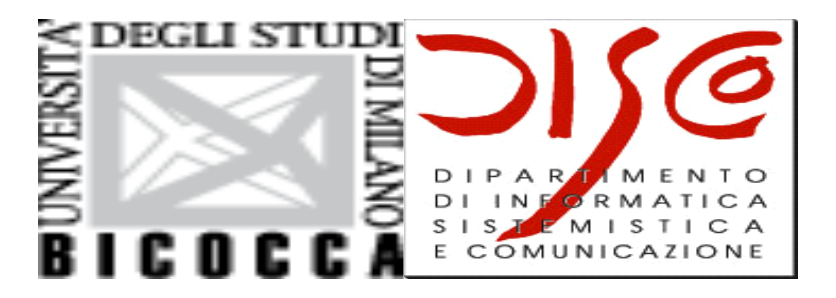 UNIVERSITÀ
DEGLI STUDI
DI MILANO
BICOCCA
DISCO
DIPARTIMENTO
DI INFORMATICA
SISTEMISTICA
E COMUNICAZIONE